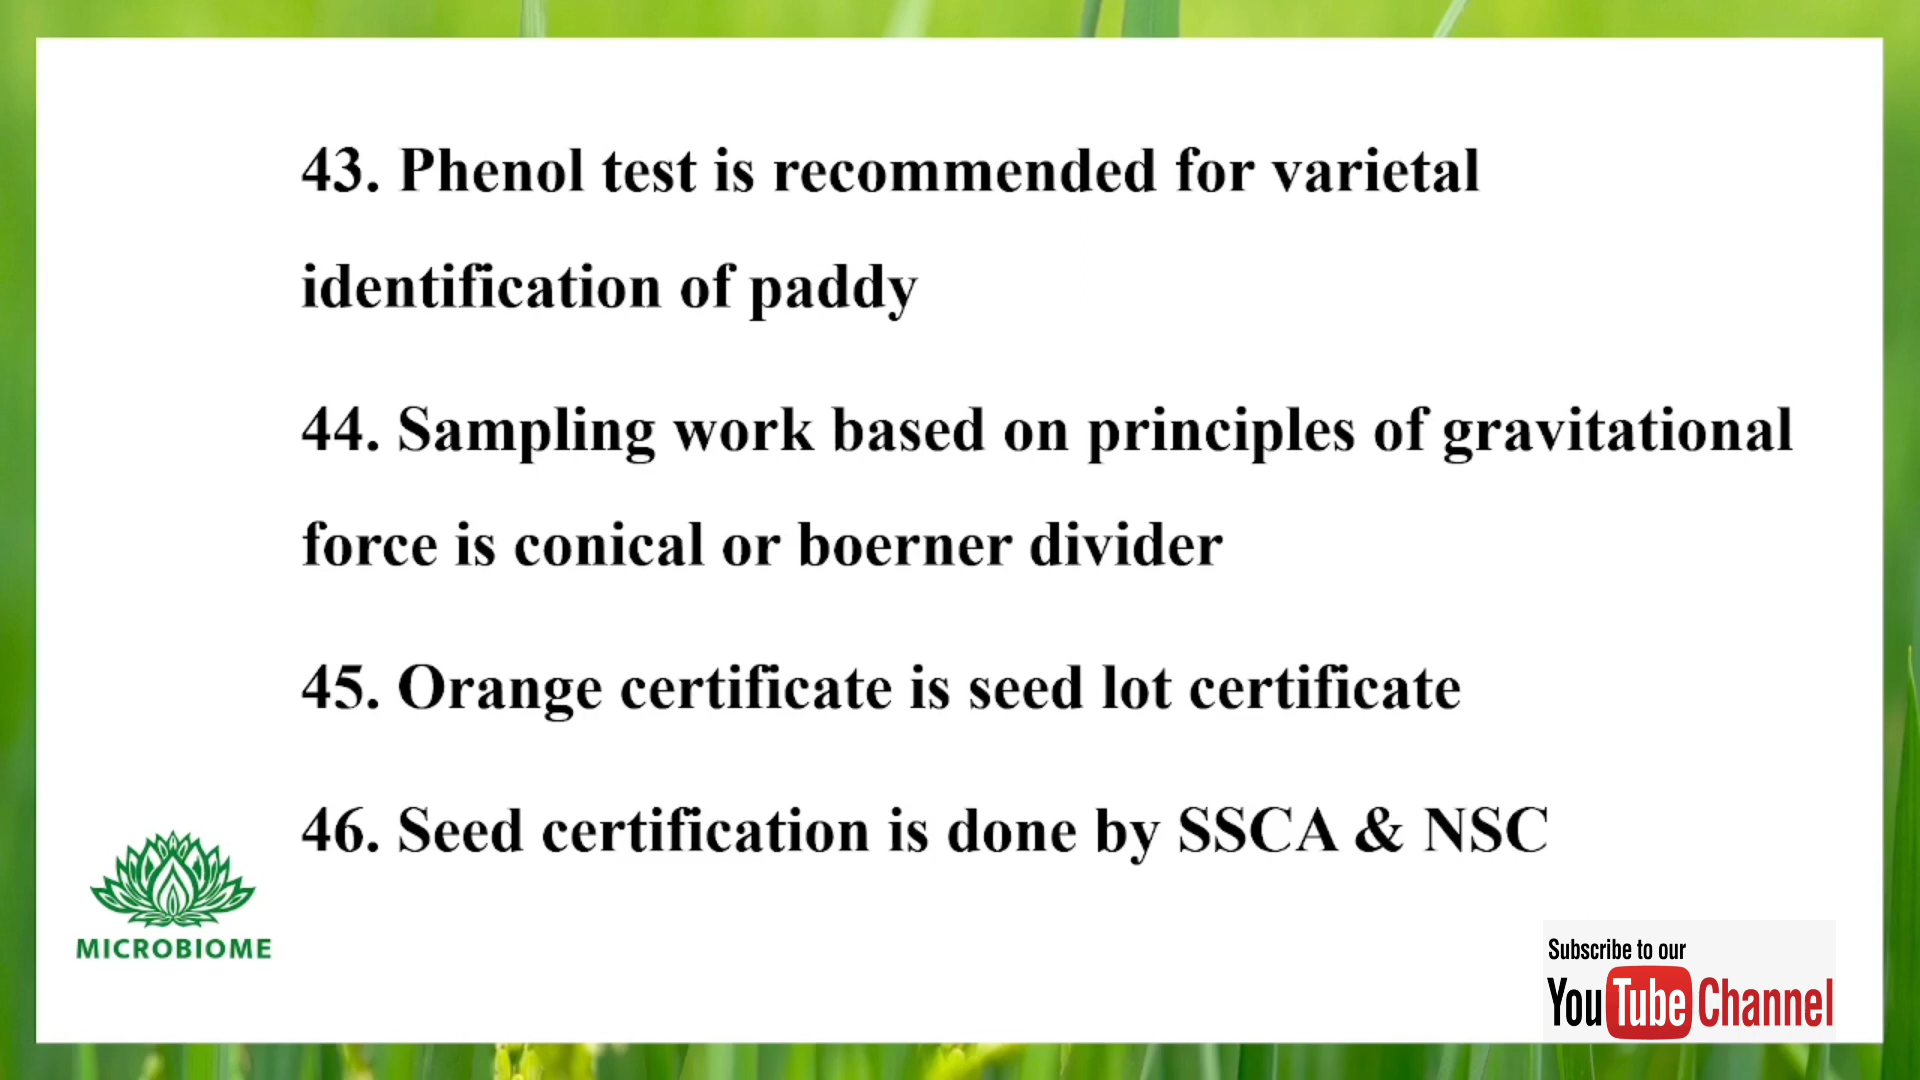 43. Phenol test is recommended for varietal
identification of paddy
44. Sampling work based on principles of gravitational
force is conical or boerner divider
45. Orange certificate is seed lot certificate
46. Seed certification is done by SSCA & NSC
MICROBIOME
Subscribe to our
YouTube Channel